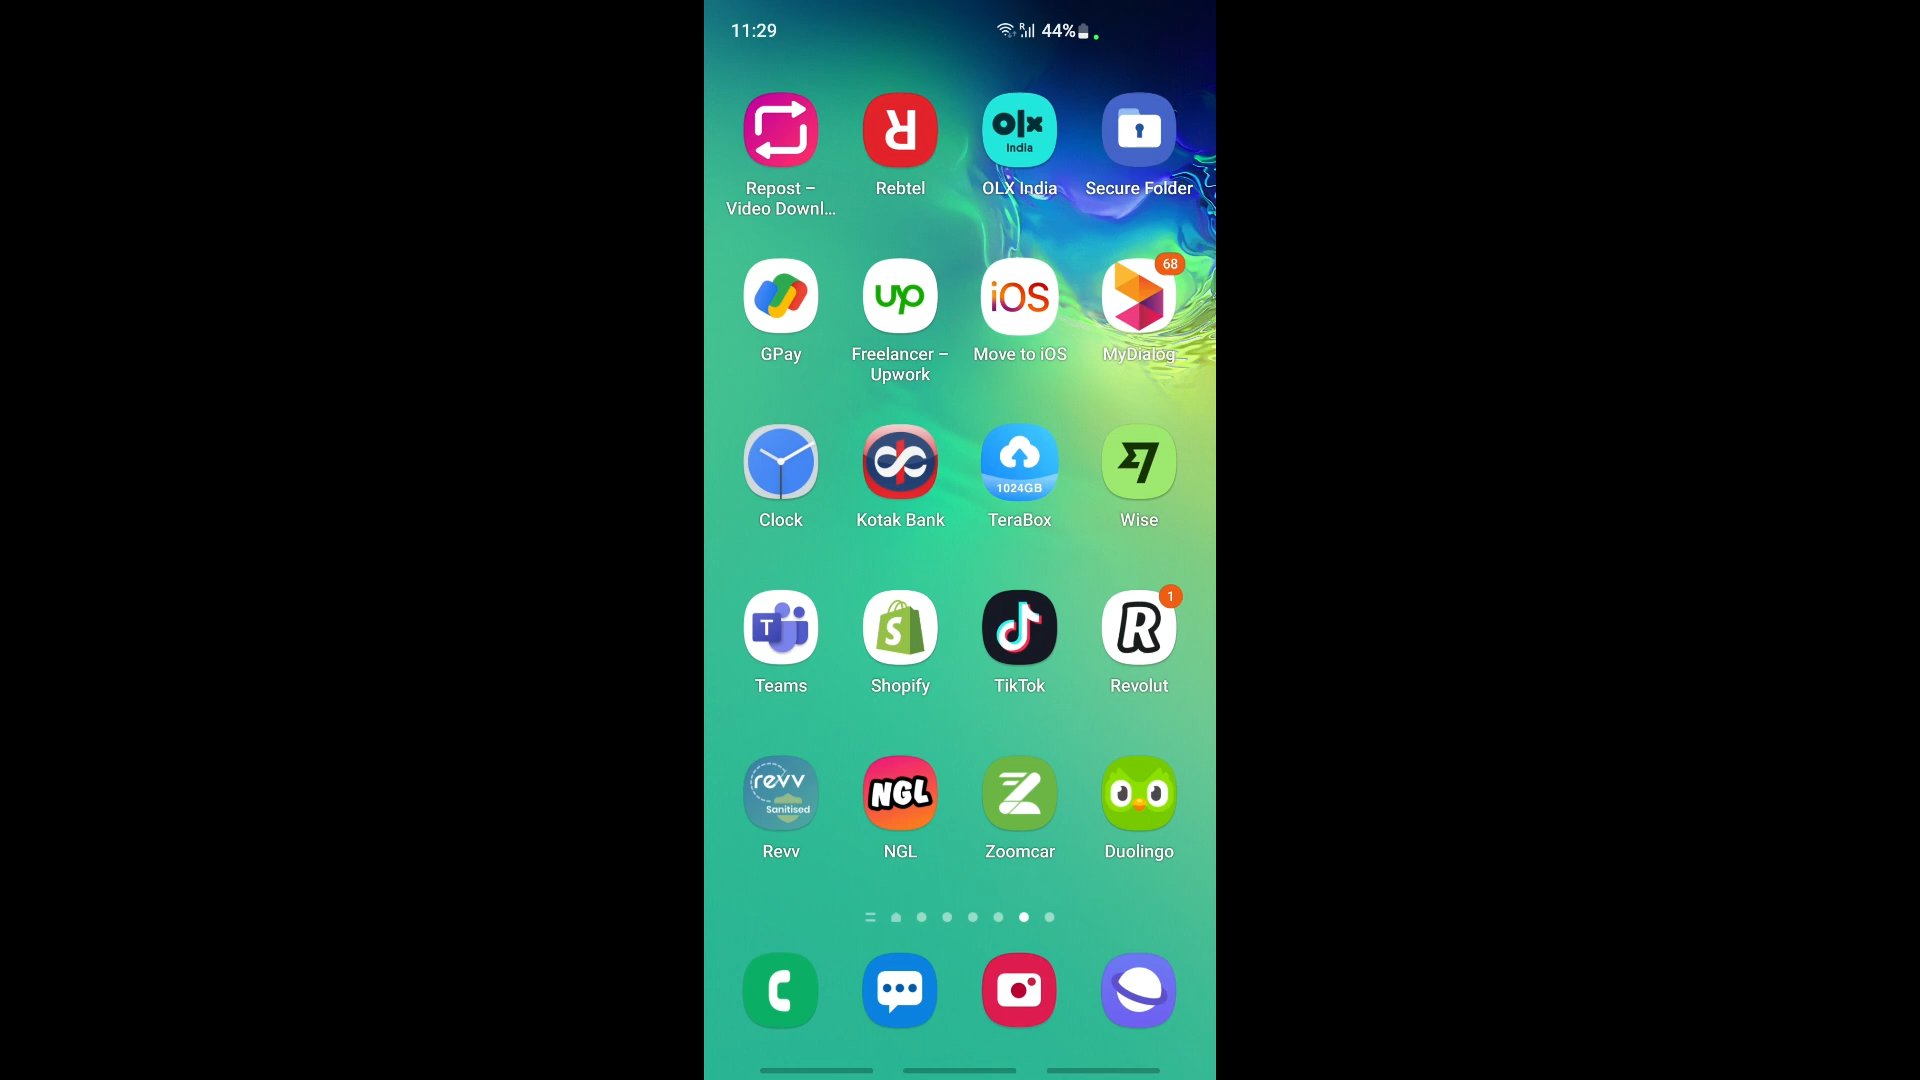 11:29
R 44%
olx
India
Repost –
Video Downl...
Rebtel
OLX India
Secure Folder
up
iOS
68
GPay
Freelancer –
Upwork
Move to iOS
MyDialog
1024GB
Clock
Kotak Bank
TeraBox
Wise
T
S
R
1
Teams
Shopify
TikTok
Revolut
revv
Sanitised
NGL
Revv
NGL
Zoomcar
Duolingo